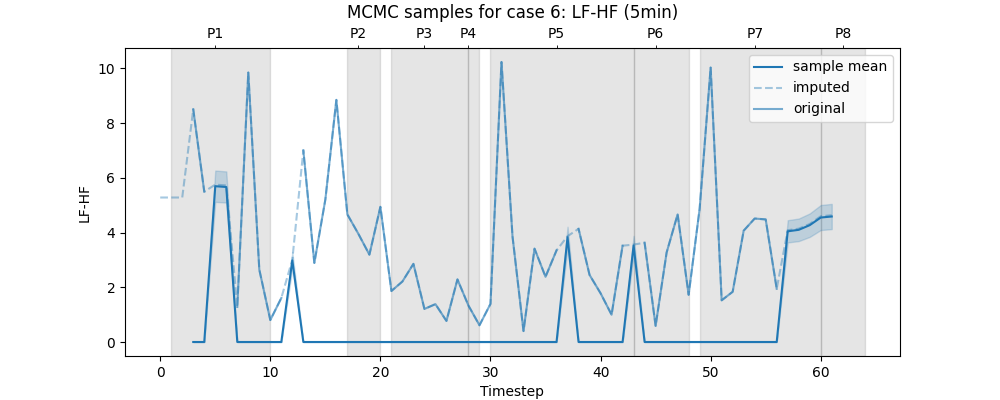 MCMC samples for case 6: LF-HF (5min)
P1 P2 P3 P4 P5 P6 P7 P8
sample mean
imputed
original
10
8
6
4
2
0
LF-HF
0 10 20 30 40 50 60
Timestep